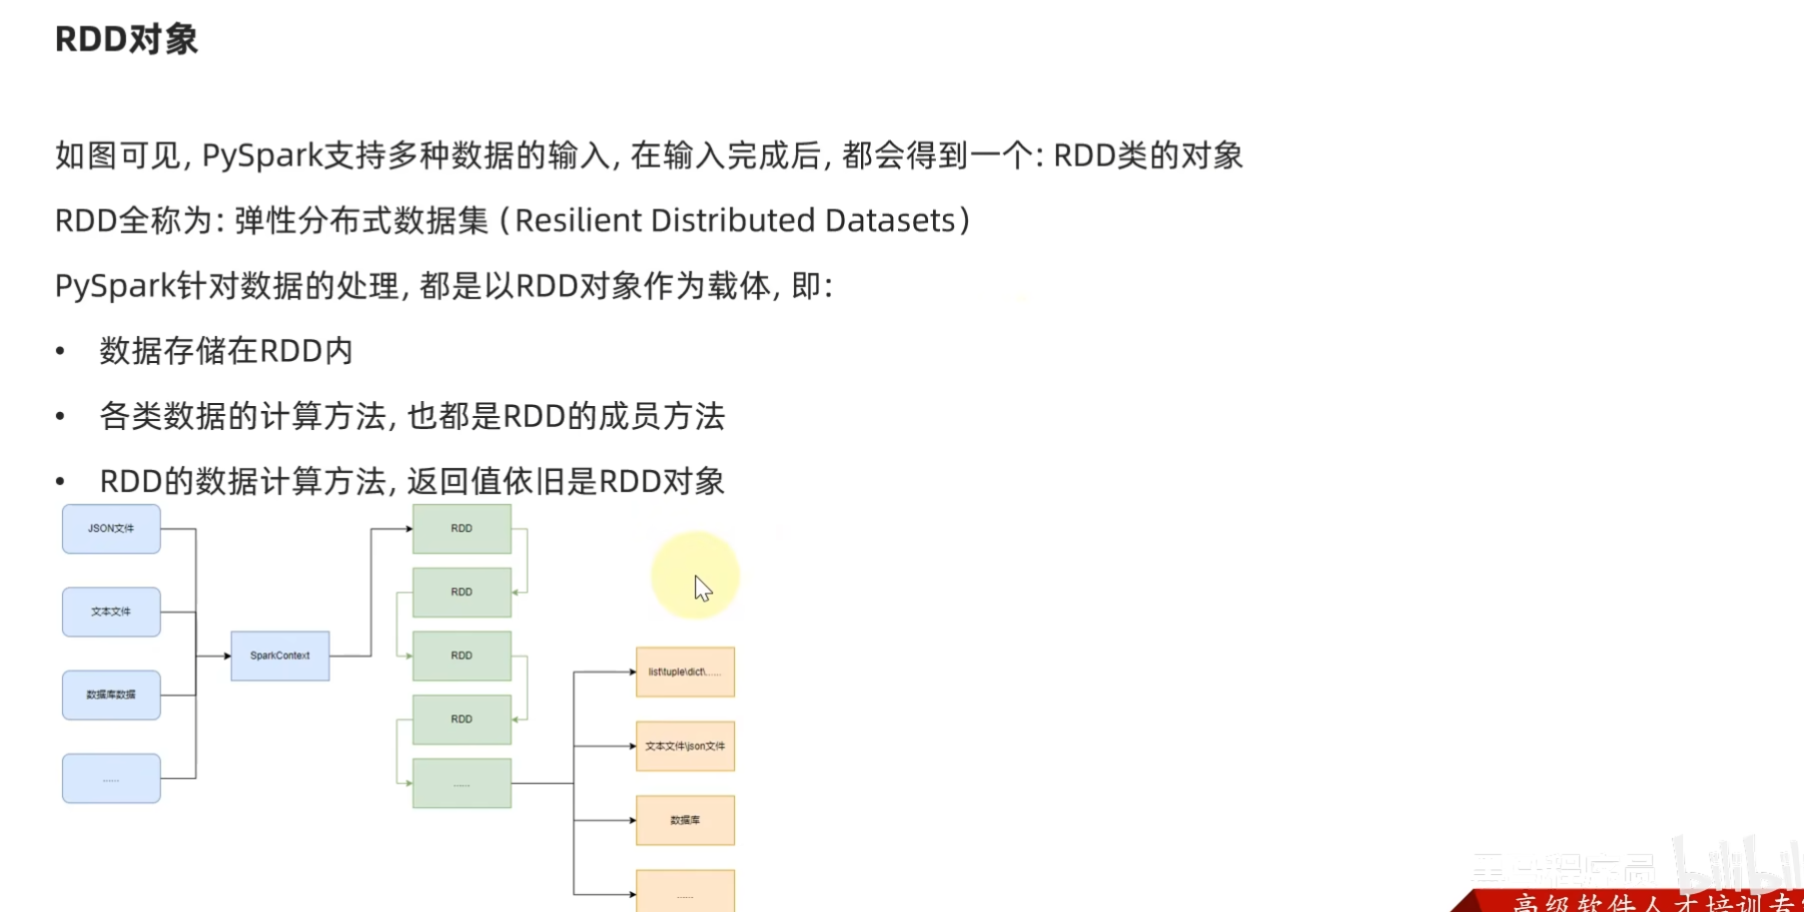 RDD对象
如图可见, PySpark支持多种数据的输入, 在输入完成后, 都会得到一个: RDD类的对象
RDD全称为: 弹性分布式数据集 (Resilient Distributed Datasets)
PySpark针对数据的处理, 都是以RDD对象作为载体, 即:
• 数据存储在RDD内
• 各类数据的计算方法, 也都是RDD的成员方法
• RDD的数据计算方法, 返回值依旧是RDD对象
JSON文件
文本文件
数据库数据
......
SparkContext
RDD
RDD
RDD
RDD
......
list\tuple\dict\......
文本文件\json文件
数据库
......
bilibili
高级软件人才培训专